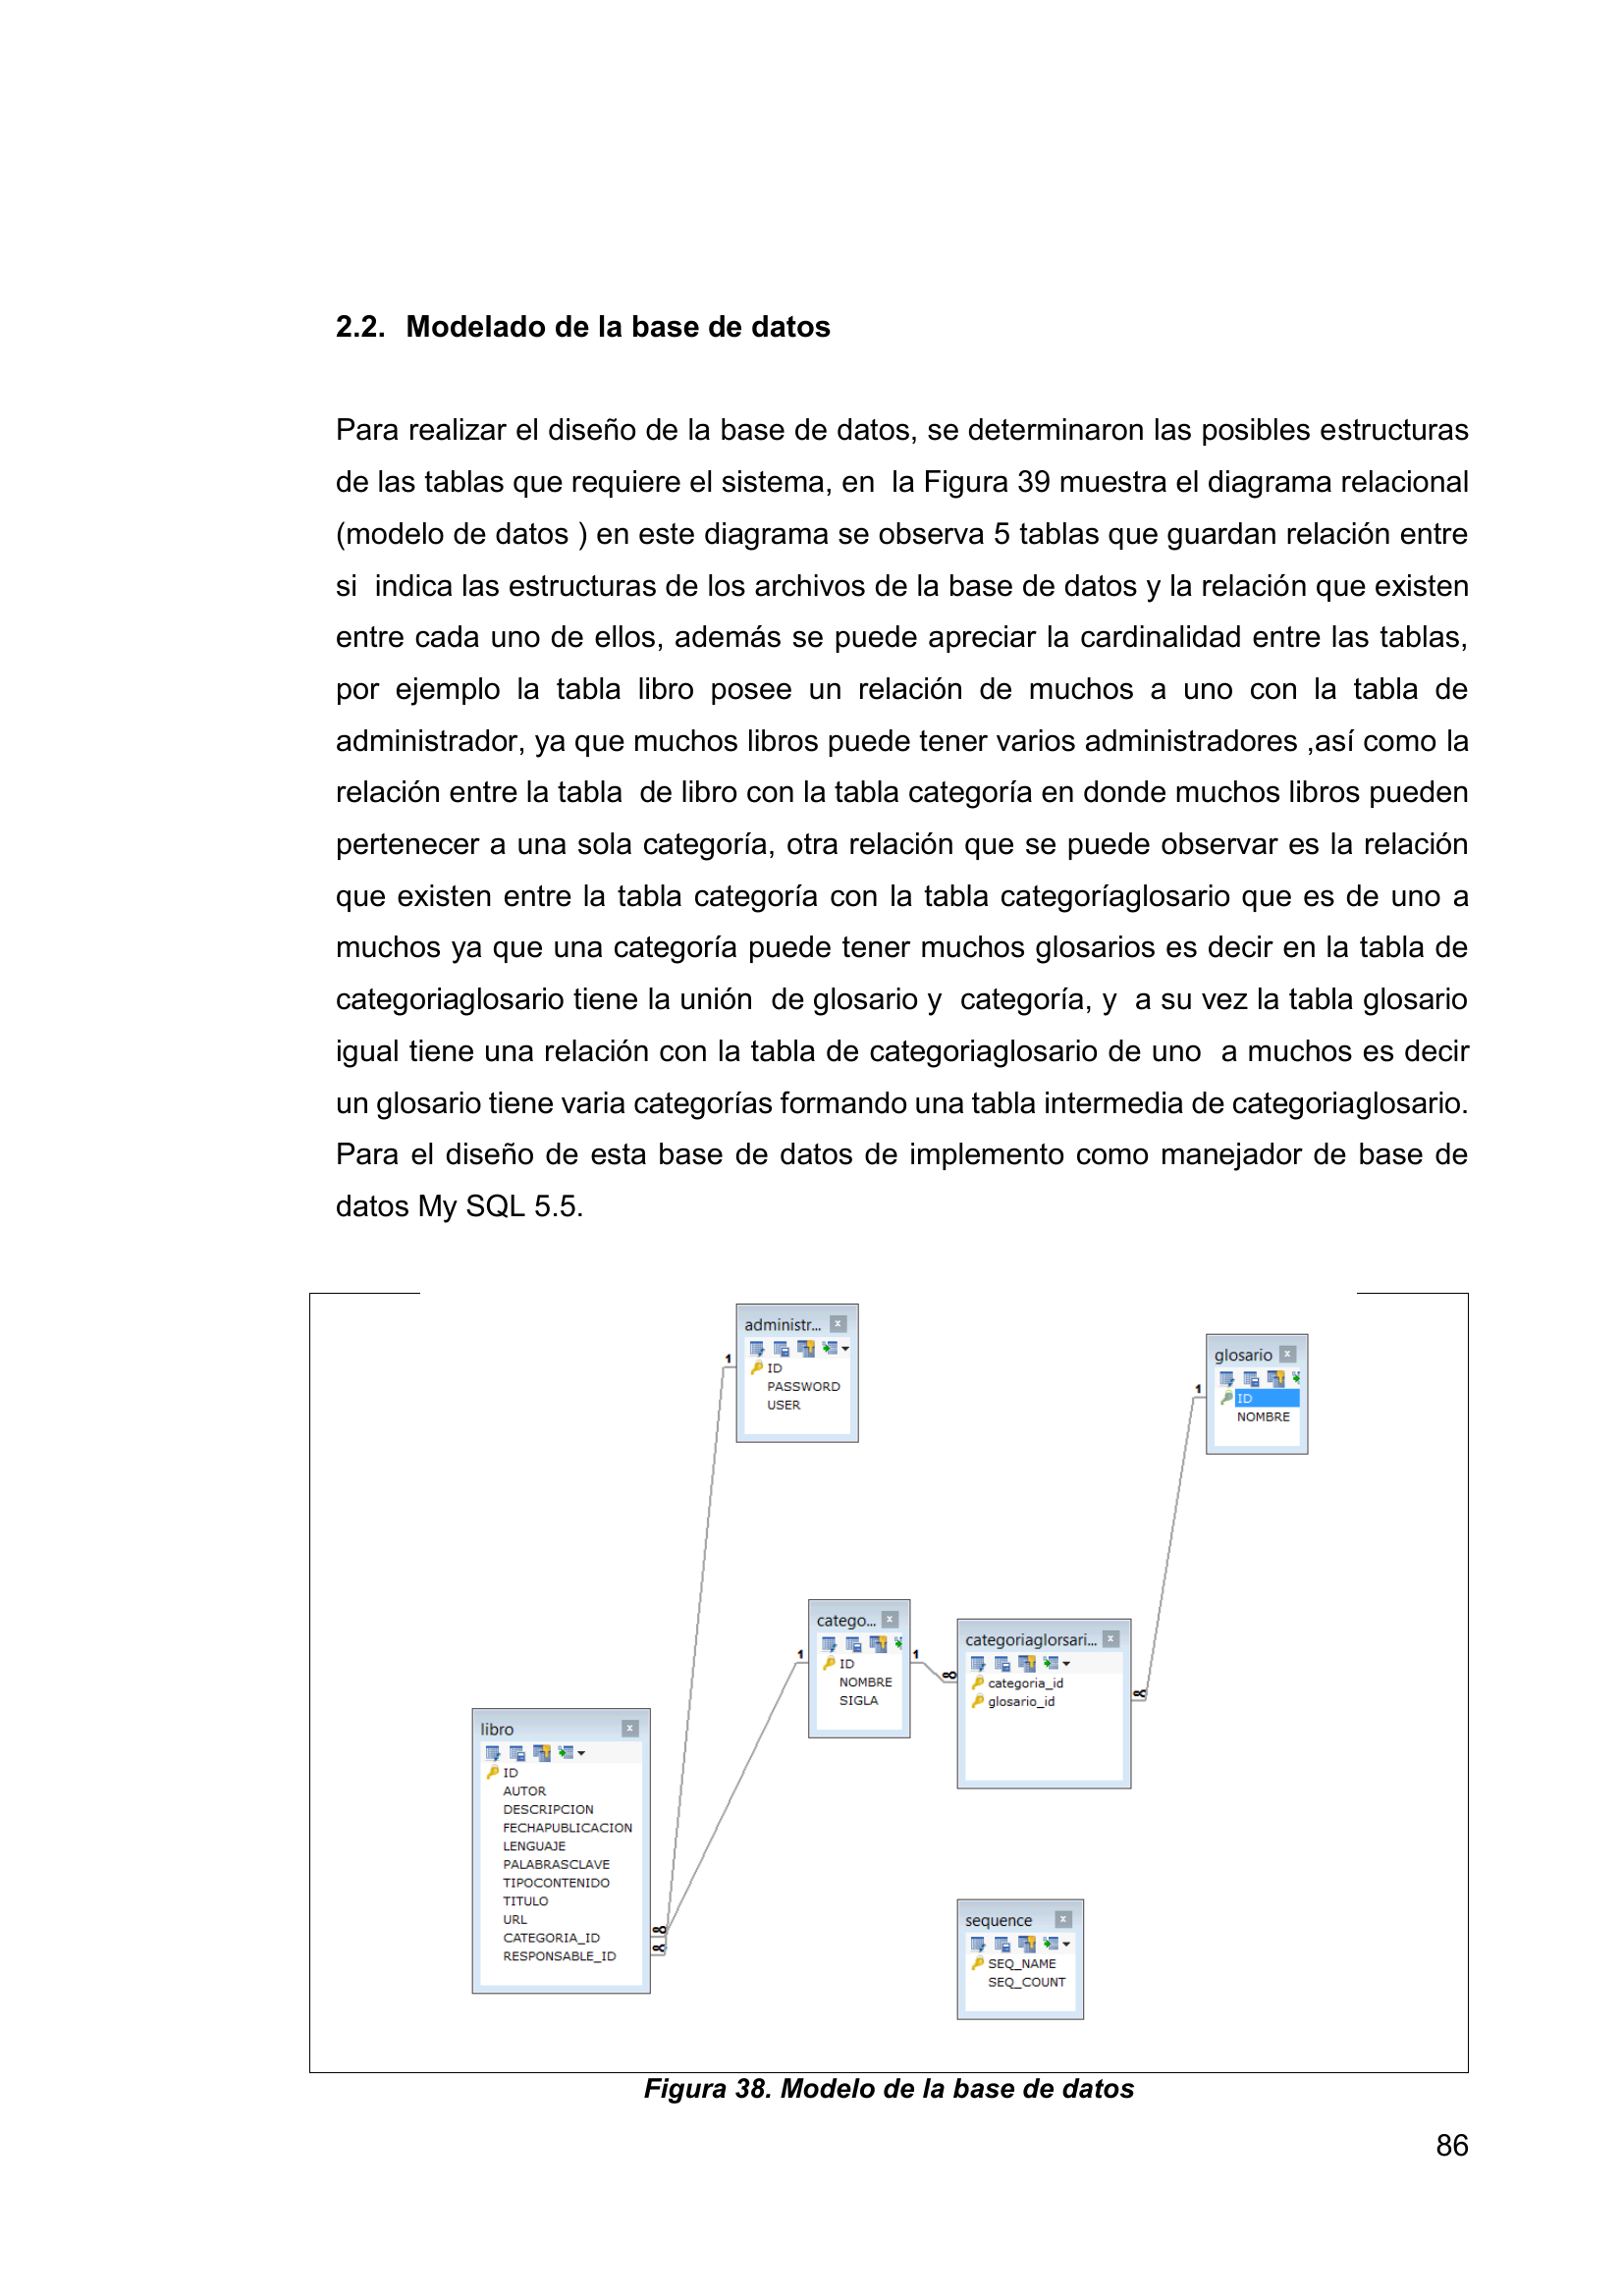 2.2. Modelado de la base de datos
Para realizar el diseño de la base de datos, se determinaron las posibles estructuras
de las tablas que requiere el sistema, en la Figura 39 muestra el diagrama relacional
(modelo de datos ) en este diagrama se observa 5 tablas que guardan relación entre
si indica las estructuras de los archivos de la base de datos y la relación que existen
entre cada uno de ellos, además se puede apreciar la cardinalidad entre las tablas,
por ejemplo la tabla libro posee un relación de muchos a uno con la tabla de
administrador, ya que muchos libros puede tener varios administradores ,así como la
relación entre la tabla de libro con la tabla categoría en donde muchos libros pueden
pertenecer a una sola categoría, otra relación que se puede observar es la relación
que existen entre la tabla categoría con la tabla categoríaglosario que es de uno a
muchos ya que una categoría puede tener muchos glosarios es decir en la tabla de
categoriaglosario tiene la unión de glosario y categoría, y a su vez la tabla glosario
igual tiene una relación con la tabla de categoriaglosario de uno a muchos es decir
un glosario tiene varia categorías formando una tabla intermedia de categoriaglosario.
Para el diseño de esta base de datos de implemento como manejador de base de
datos My SQL 5.5.
administr...
1
ID
PASSWORD
USER
glosario
1
ID
NOMBRE
catego...
1
1
ID
NOMBRE
SIGLA
categoriaglorsari...
∞
categoria_id
glosario_id
∞
libro
ID
AUTOR
DESCRIPCION
FECHAPUBLICACION
LENGUAJE
PALABRASCLAVE
TIPOCONTENIDO
TITULO
URL
CATEGORIA_ID
RESPONSABLE_ID
∞
∞
sequence
SEQ_NAME
SEQ_COUNT
Figura 38. Modelo de la base de datos
86